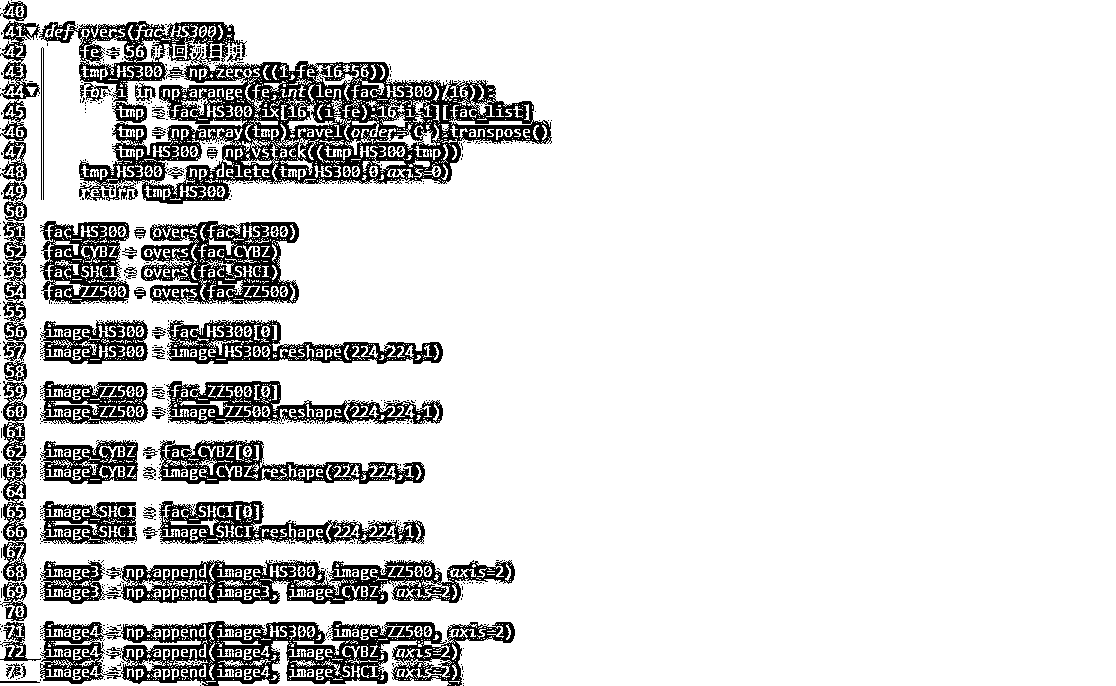 40
41 def overs(fac_HS300):
42 fe = 56 # 回溯日期
43 tmp_HS300 = np.zeros((1,fe*16*56))
44 for i in np.arange(fe,int(len(fac_HS300)/16)):
45 tmp = fac_HS300.ix[16*(i-fe):16*i-1][fac_list]
46 tmp = np.array(tmp).ravel(order='C').transpose()
47 tmp_HS300 = np.vstack((tmp_HS300,tmp))
48 tmp_HS300 = np.delete(tmp_HS300,0,axis=0)
49 return tmp_HS300
50
51 fac_HS300 = overs(fac_HS300)
52 fac_CYBZ = overs(fac_CYBZ)
53 fac_SHCI = overs(fac_SHCI)
54 fac_ZZ500 = overs(fac_ZZ500)
55
56 image_HS300 = fac_HS300[0]
57 image_HS300 = image_HS300.reshape(224,224,1)
58
59 image_ZZ500 = fac_ZZ500[0]
60 image_ZZ500 = image_ZZ500.reshape(224,224,1)
61
62 image_CYBZ = fac_CYBZ[0]
63 image_CYBZ = image_CYBZ.reshape(224,224,1)
64
65 image_SHCI = fac_SHCI[0]
66 image_SHCI = image_SHCI.reshape(224,224,1)
67
68 image3 = np.append(image_HS300, image_ZZ500, axis=2)
69 image3 = np.append(image3, image_CYBZ, axis=2)
70
71 image4 = np.append(image_HS300, image_ZZ500, axis=2)
72 image4 = np.append(image4, image_CYBZ, axis=2)
73 image4 = np.append(image4, image_SHCI, axis=2)